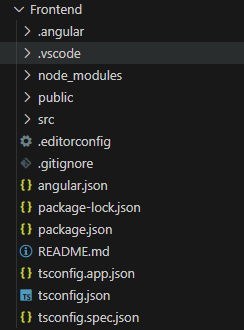 Frontend
.angular
.vscode
node_modules
public
src
.editorconfig
.gitignore
angular.json
package-lock.json
package.json
README.md
tsconfig.app.json
tsconfig.json
tsconfig.spec.json